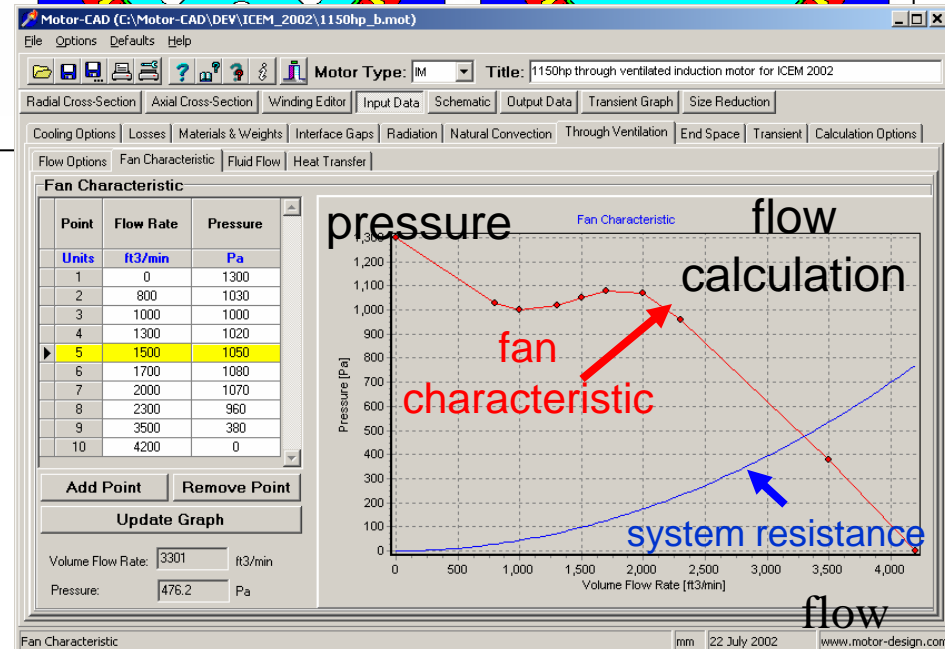 Motor-CAD (C:\Motor-CAD\DEV\ICEM_2002\1150hp_b.mot)
File Options Defaults Help
Motor Type: IM Title: 1150hp through ventilated induction motor for ICEM 2002
Radial Cross-Section Axial Cross-Section Winding Editor Input Data Schematic Output Data Transient Graph Size Reduction
Cooling Options Losses Materials & Weights Interface Gaps Radiation Natural Convection Through Ventilation End Space Transient Calculation Options
Flow Options Fan Characteristic Fluid Flow Heat Transfer
Fan Characteristic
Point Flow Rate Pressure
Units ft3/min Pa
1 0 1300
2 800 1030
3 1000 1000
4 1300 1020
5 1500 1050
6 1700 1080
7 2000 1070
8 2300 960
9 3500 380
10 4200 0
Add Point Remove Point
Update Graph
Volume Flow Rate: 3301 ft3/min
Pressure: 476.2 Pa
pressure
Fan Characteristic
flow
calculation
fan
characteristic
system resistance
Pressure [Pa]
1,300
1,200
1,100
1,000
900
800
700
600
500
400
300
200
100
0
0 500 1,000 1,500 2,000 2,500 3,000 3,500 4,000
Volume Flow Rate [ft3/min]
flow
Fan Characteristic mm 22 July 2002 www.motor-design.com